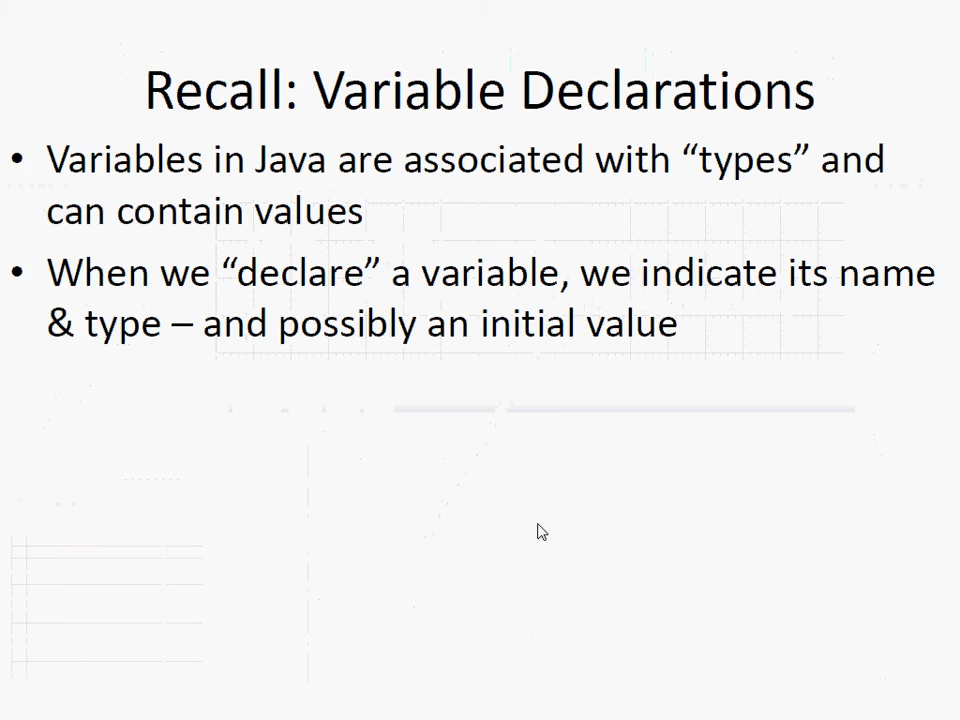 Recall: Variable Declarations
• Variables in Java are associated with “types” and
can contain values
• When we “declare” a variable, we indicate its name
& type – and possibly an initial value